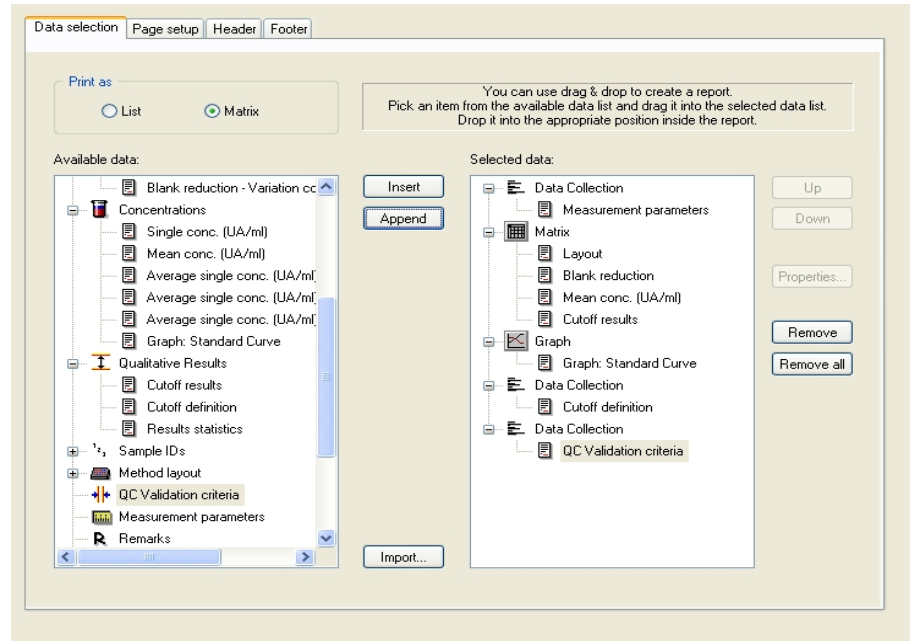 Data selection
Page setup
Header
Footer
Print as
List
Matrix
You can use drag & drop to create a report.
Pick an item from the available data list and drag it into the selected data list.
Drop it into the appropriate position inside the report.
Available data:
Blank reduction - Variation cc
Concentrations
Single conc. (UA/ml)
Mean conc. (UA/ml)
Average single conc. (UA/ml)
Average single conc. (UA/ml)
Average single conc. (UA/ml)
Graph: Standard Curve
Qualitative Results
Cutoff results
Cutoff definition
Results statistics
Sample IDs
Method layout
QC Validation criteria
Measurement parameters
R Remarks
Insert
Append
Import...
Selected data:
Data Collection
Measurement parameters
Matrix
Layout
Blank reduction
Mean conc. (UA/ml)
Cutoff results
Graph
Graph: Standard Curve
Data Collection
Cutoff definition
Data Collection
QC Validation criteria
Up
Down
Properties...
Remove
Remove all